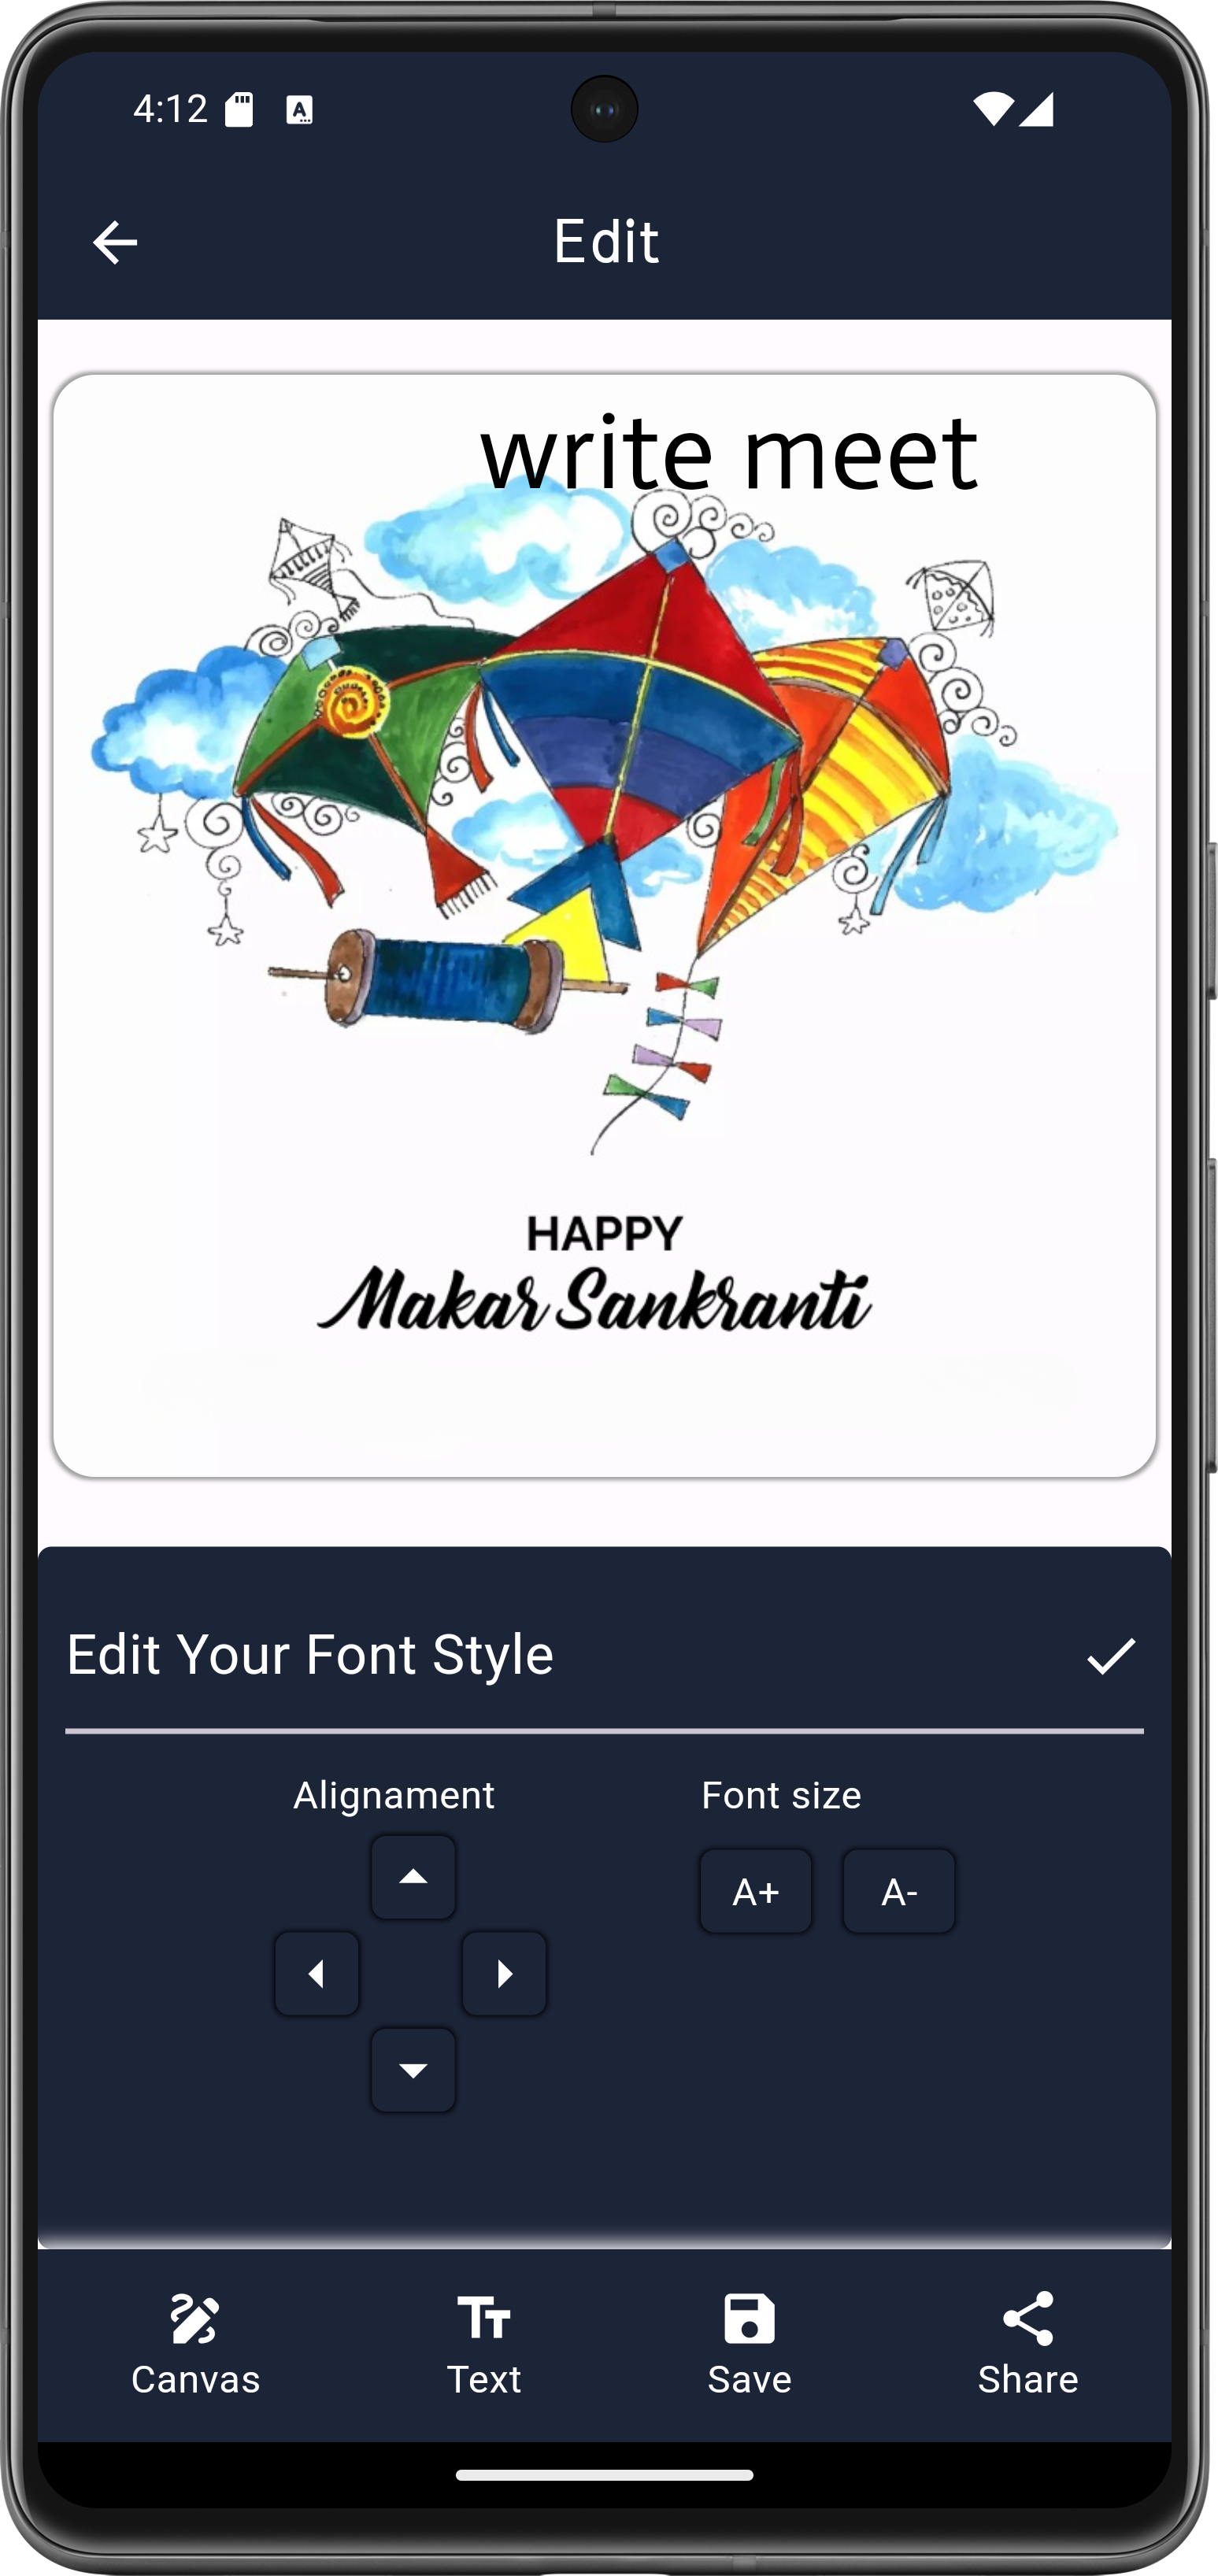 4:12
Edit
write meet
HAPPY
Makar Sankranti
Edit Your Font Style
Alignament
Font size
A+ A-
Canvas Text Save Share